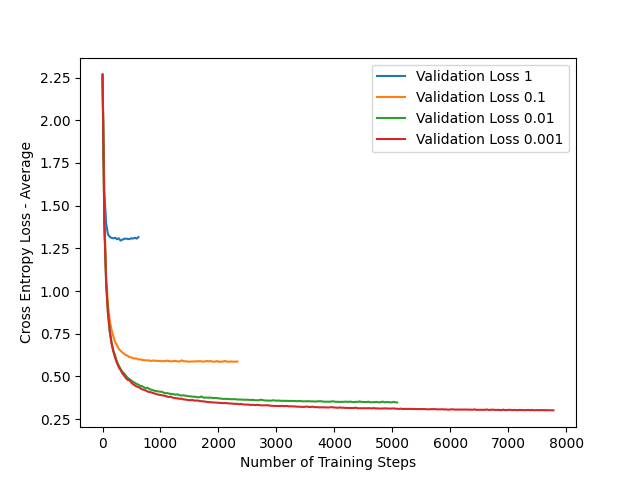 Validation Loss 1
Validation Loss 0.1
Validation Loss 0.01
Validation Loss 0.001
Cross Entropy Loss - Average
2.25
2.00
1.75
1.50
1.25
1.00
0.75
0.50
0.25
0 1000 2000 3000 4000 5000 6000 7000 8000
Number of Training Steps